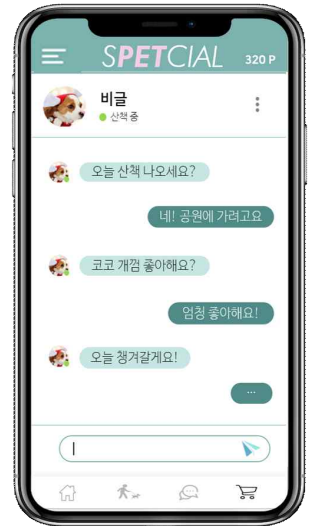 SPETCIAL 320 P
비글
산책 중
오늘 산책 나오세요?
네! 공원에 가려고요
코코 개껌 좋아해요?
엄청 좋아해요!
오늘 챙겨갈게요!
...